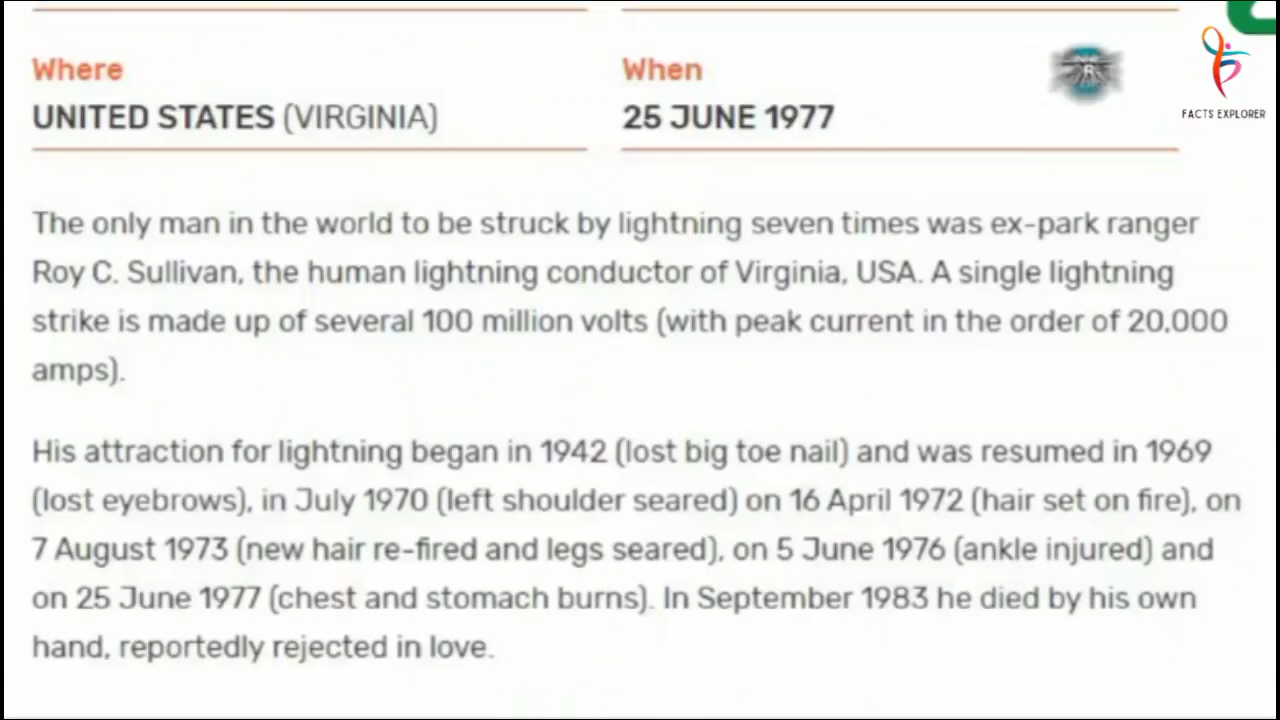 Where
UNITED STATES (VIRGINIA)
When
25 JUNE 1977
FACTS EXPLORER
The only man in the world to be struck by lightning seven times was ex-park ranger
Roy C. Sullivan, the human lightning conductor of Virginia, USA. A single lightning
strike is made up of several 100 million volts (with peak current in the order of 20,000
amps).
His attraction for lightning began in 1942 (lost big toe nail) and was resumed in 1969
(lost eyebrows), in July 1970 (left shoulder seared) on 16 April 1972 (hair set on fire), on
7 August 1973 (new hair re-fired and legs seared), on 5 June 1976 (ankle injured) and
on 25 June 1977 (chest and stomach burns). In September 1983 he died by his own
hand, reportedly rejected in love.